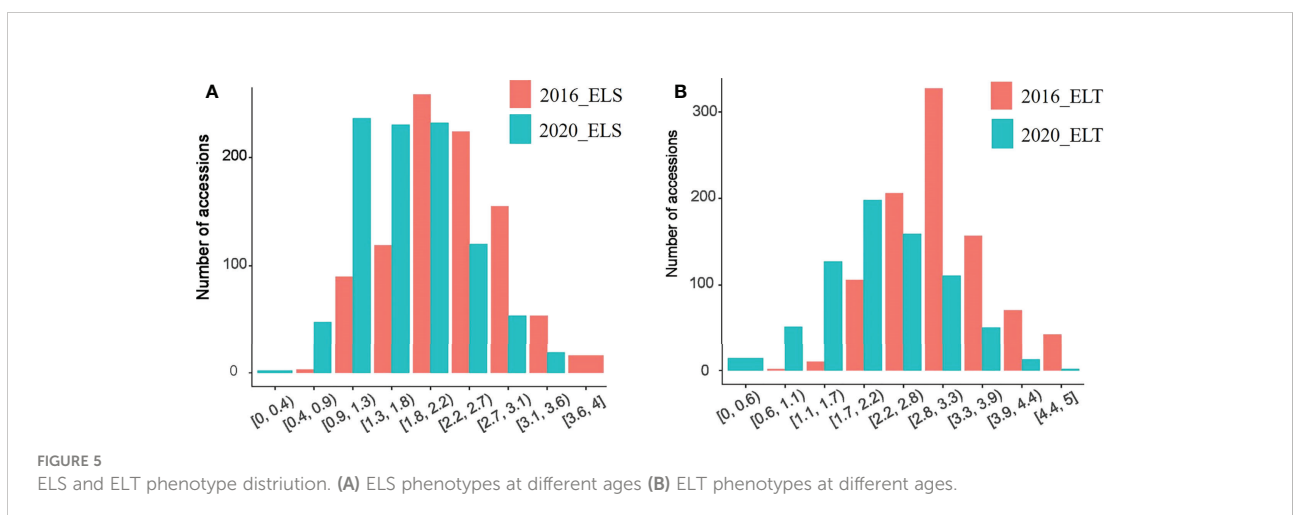 A
Number of accessions
200
100
0
2016_ELS
2020_ELS
[0, 0.4)
[0.4, 0.9)
[0.9, 1.3)
[1.3, 1.8)
[1.8, 2.2)
[2.2, 2.7)
[2.7, 3.1)
[3.1, 3.6)
[3.6, 4]
B
Number of accessions
300
200
100
0
2016_ELT
2020_ELT
[0, 0.6)
[0.6, 1.1)
[1.1, 1.7)
[1.7, 2.2)
[2.2, 2.8)
[2.8, 3.3)
[3.3, 3.9)
[3.9, 4.4)
[4.4, 5]
FIGURE 5
ELS and ELT phenotype distriution. (A) ELS phenotypes at different ages (B) ELT phenotypes at different ages.